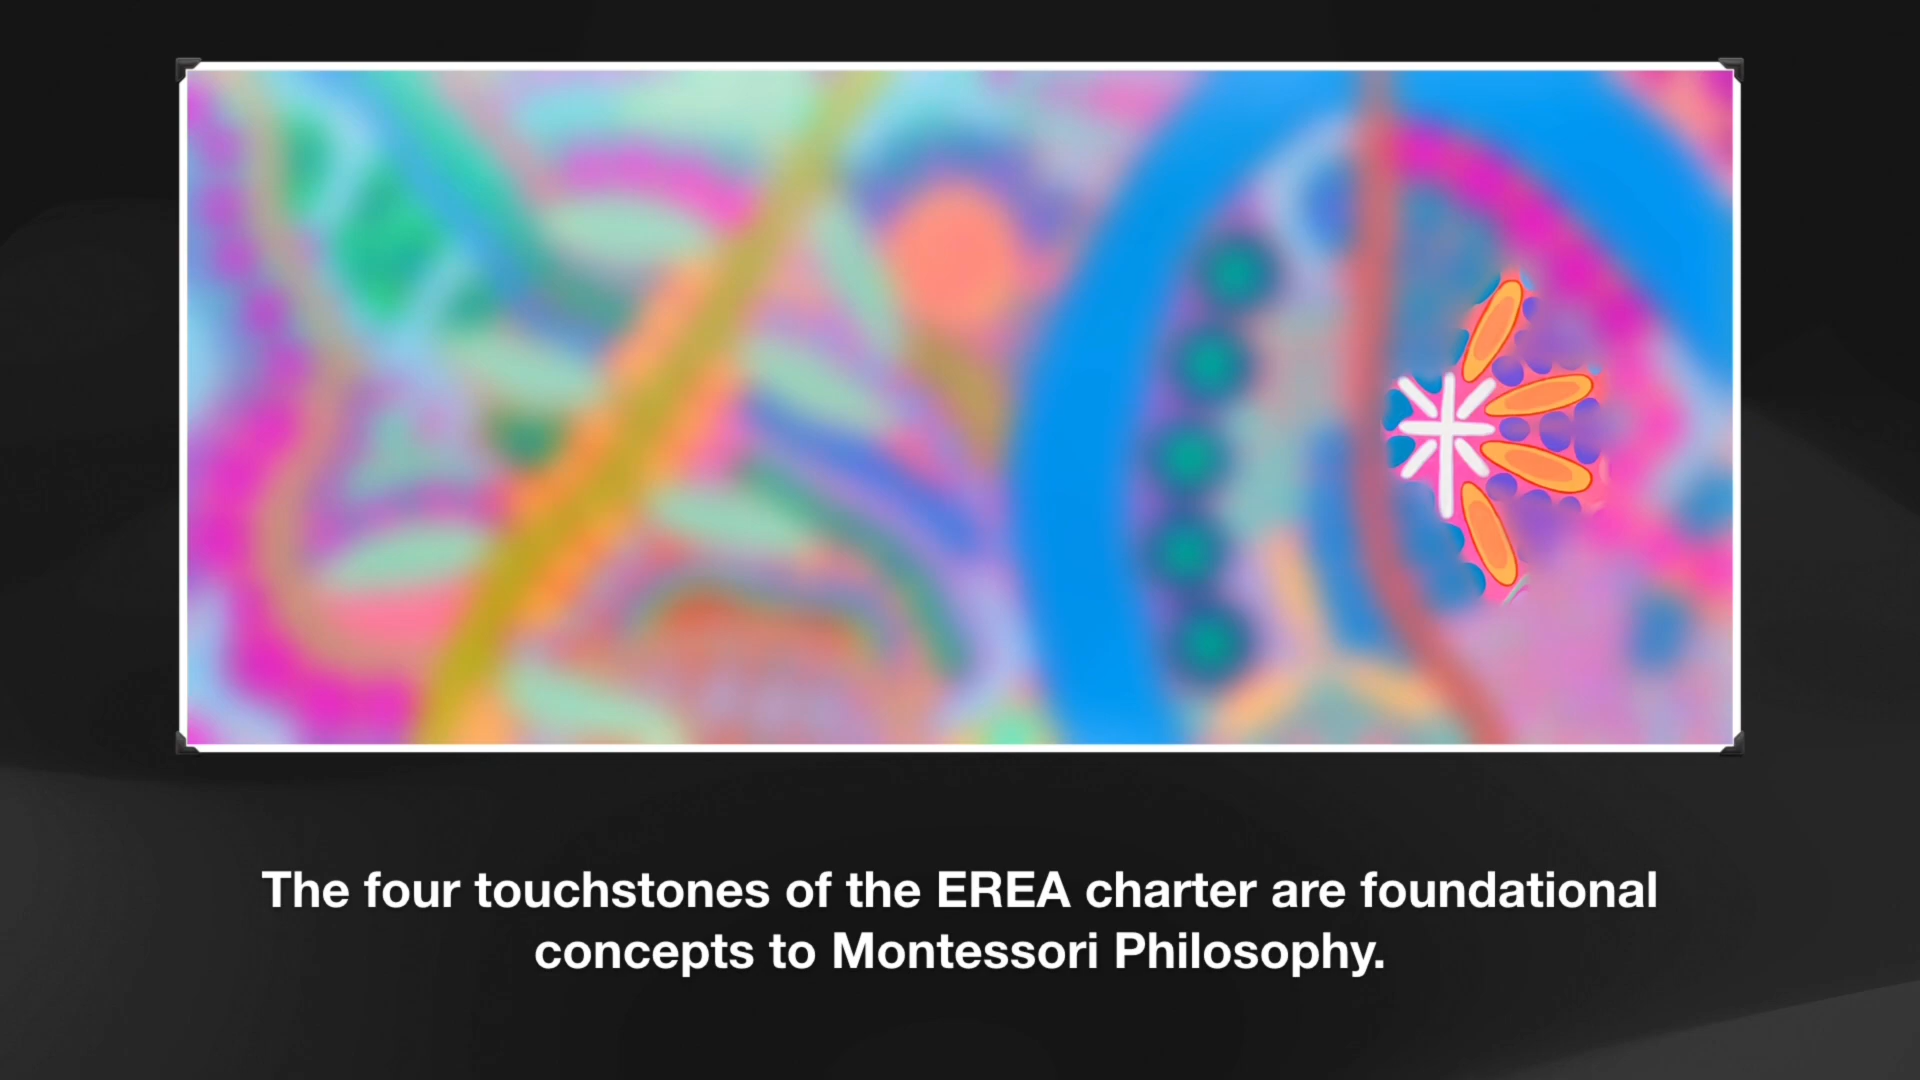 The four touchstones of the EREA charter are foundational
concepts to Montessori Philosophy.